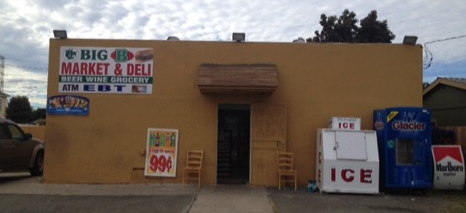 BIG B
MARKET & DELI
BEER WINE GROCERY
ATM EBT
99¢
ICE
ICE
Glacier
Marlboro